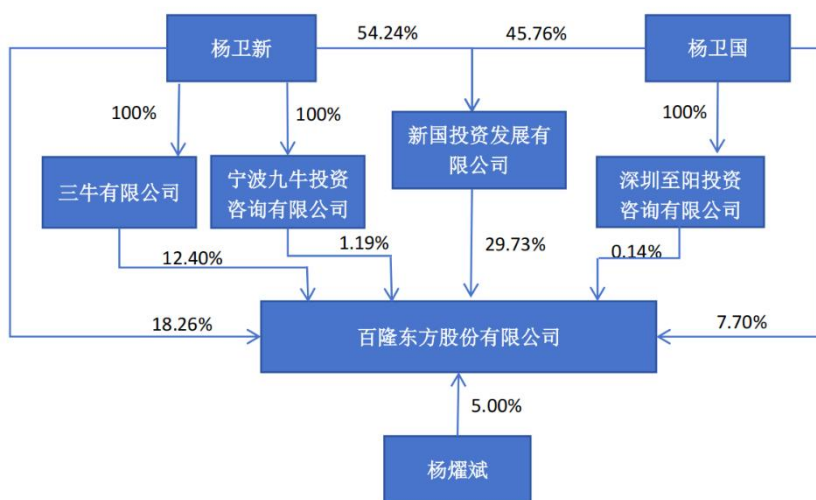 杨卫新
54.24%
45.76%
杨卫国
100%
100%
100%
三牛有限公司
宁波九牛投资
咨询有限公司
新国投资发展有
限公司
深圳至阳投资
咨询有限公司
12.40%
1.19%
29.73%
0.14%
18.26%
百隆东方股份有限公司
7.70%
5.00%
杨燿斌